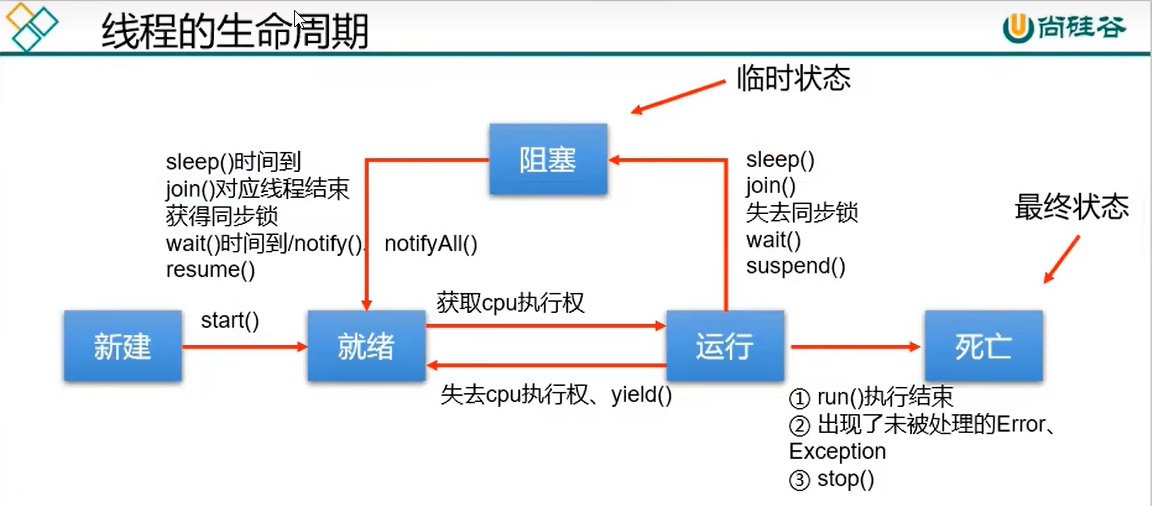 线程的生命周期
尚硅谷
临时状态
阻塞
sleep()时间到
join()对应线程结束
获得同步锁
wait()时间到/notify()、notifyAll()
resume()
sleep()
join()
失去同步锁
wait()
suspend()
最终状态
新建
start()
就绪
获取cpu执行权
失去cpu执行权、yield()
运行
死亡
① run()执行结束
② 出现了未被处理的Error、
Exception
③ stop()